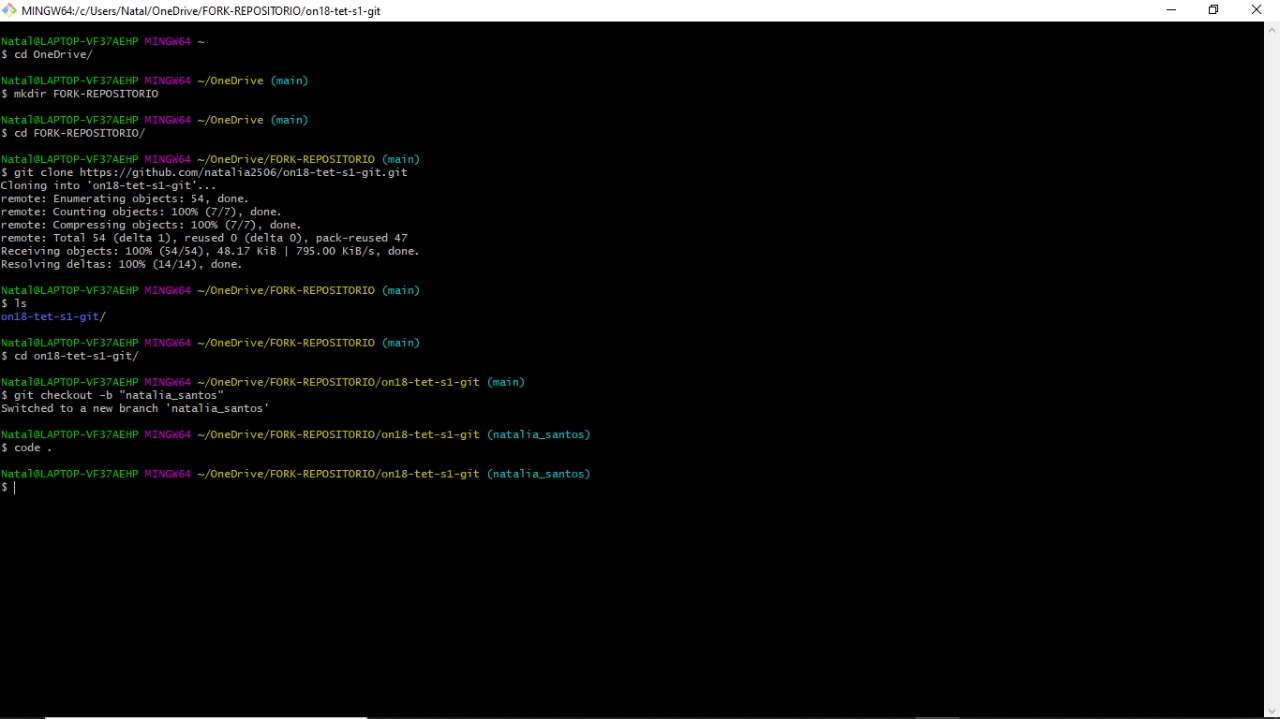 MINGW64:/c/Users/Natal/OneDrive/FORK-REPOSITORIO/on18-tet-s1-git
Natal@LAPTOP-VF37AEHP MINGW64 ~
$ cd OneDrive/
Natal@LAPTOP-VF37AEHP MINGW64 ~/OneDrive (main)
$ mkdir FORK-REPOSITORIO
Natal@LAPTOP-VF37AEHP MINGW64 ~/OneDrive (main)
$ cd FORK-REPOSITORIO/
Natal@LAPTOP-VF37AEHP MINGW64 ~/OneDrive/FORK-REPOSITORIO (main)
$ git clone https://github.com/natalia2506/on18-tet-s1-git.git
Cloning into 'on18-tet-s1-git'...
remote: Enumerating objects: 54, done.
remote: Counting objects: 100% (7/7), done.
remote: Compressing objects: 100% (7/7), done.
remote: Total 54 (delta 1), reused 0 (delta 0), pack-reused 47
Receiving objects: 100% (54/54), 48.17 KiB | 795.00 KiB/s, done.
Resolving deltas: 100% (14/14), done.
Natal@LAPTOP-VF37AEHP MINGW64 ~/OneDrive/FORK-REPOSITORIO (main)
$ ls
on18-tet-s1-git/
Natal@LAPTOP-VF37AEHP MINGW64 ~/OneDrive/FORK-REPOSITORIO (main)
$ cd on18-tet-s1-git/
Natal@LAPTOP-VF37AEHP MINGW64 ~/OneDrive/FORK-REPOSITORIO/on18-tet-s1-git (main)
$ git checkout -b "natalia_santos"
Switched to a new branch 'natalia_santos'
Natal@LAPTOP-VF37AEHP MINGW64 ~/OneDrive/FORK-REPOSITORIO/on18-tet-s1-git (natalia_santos)
$ code .
Natal@LAPTOP-VF37AEHP MINGW64 ~/OneDrive/FORK-REPOSITORIO/on18-tet-s1-git (natalia_santos)
$